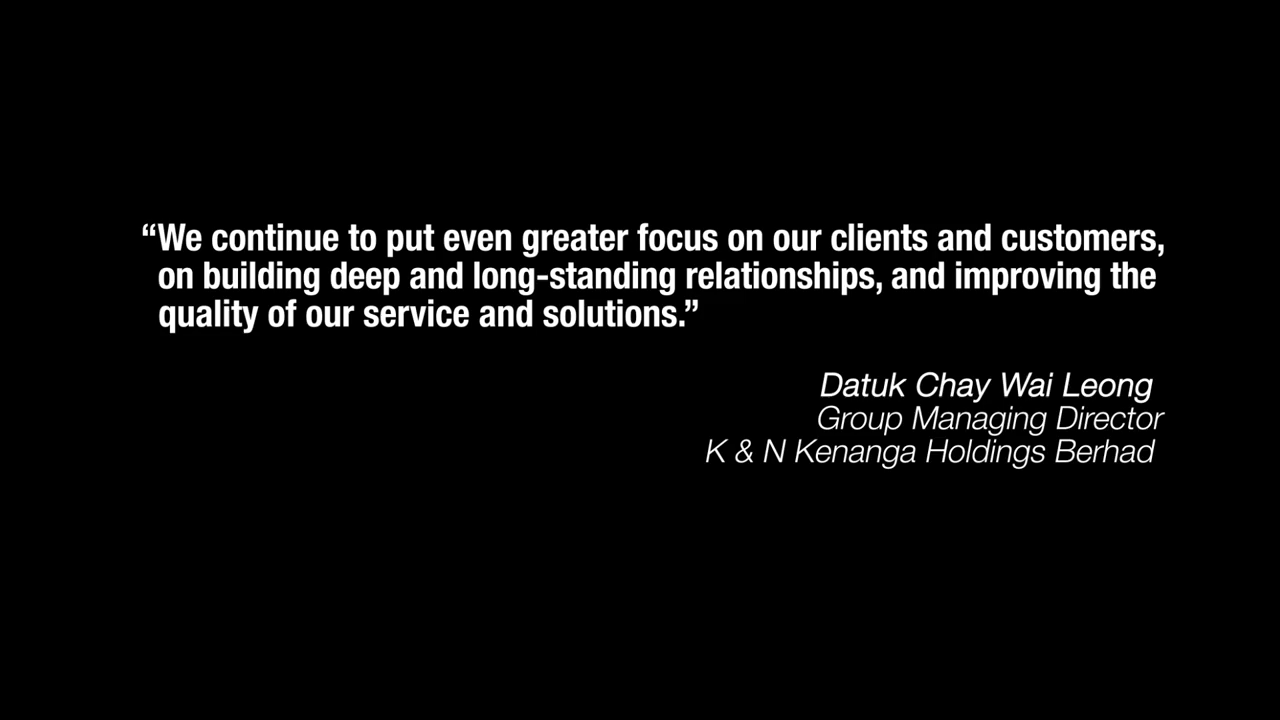 “We continue to put even greater focus on our clients and customers,
on building deep and long-standing relationships, and improving the
quality of our service and solutions.”
Datuk Chay Wai Leong
Group Managing Director
K & N Kenanga Holdings Berhad